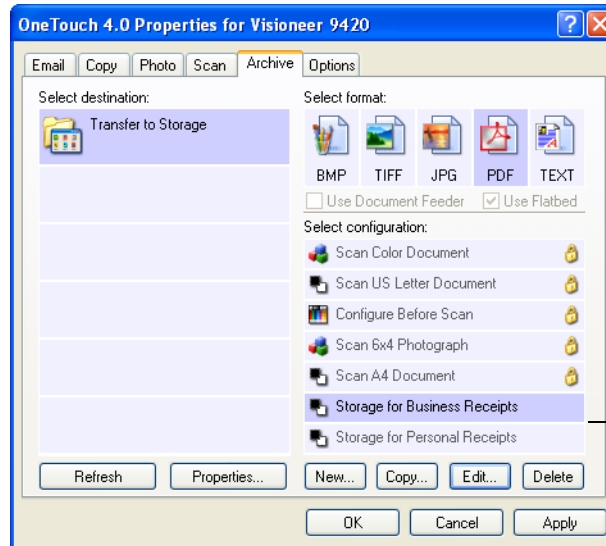 OneTouch 4.0 Properties for Visioneer 9420
Email Copy Photo Scan Archive Options
Select destination:
Transfer to Storage
Select format:
BMP TIFF JPG PDF TEXT
Use Document Feeder Use Flatbed
Select configuration:
Scan Color Document
Scan US Letter Document
Configure Before Scan
Scan 6x4 Photograph
Scan A4 Document
Storage for Business Receipts
Storage for Personal Receipts
Refresh Properties... New... Copy... Edit... Delete
OK Cancel Apply